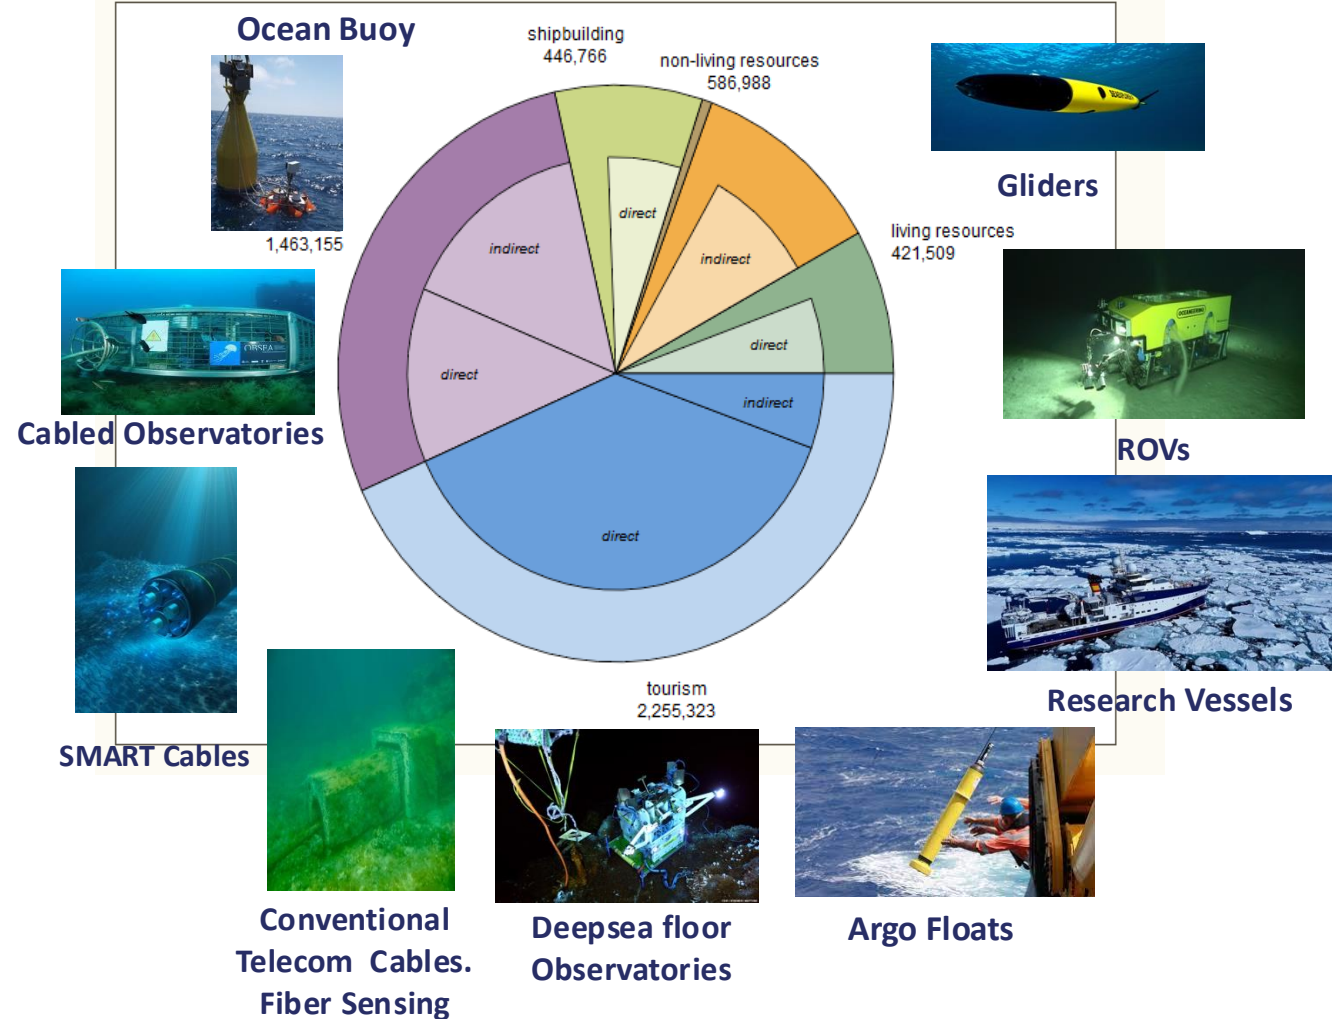 Ocean Buoy
shipbuilding
446,766
non-living resources
586,988
Gliders
living resources
421,509
1,463,155
direct
indirect
indirect
direct
direct
indirect
direct
OBSEA
OCEANEERING
Cabled Observatories
ROVs
tourism
2,255,323
Research Vessels
SMART Cables
Conventional
Telecom Cables.
Fiber Sensing
Deepsea floor
Observatories
Argo Floats